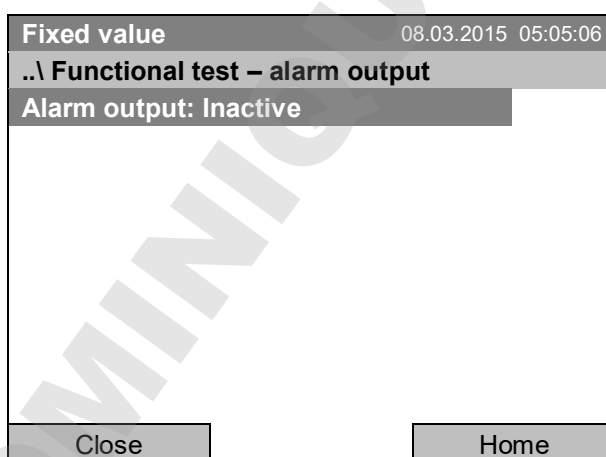 Fixed value 08.03.2015 05:05:06
..\ Functional test – alarm output
Alarm output: Inactive
Close Home